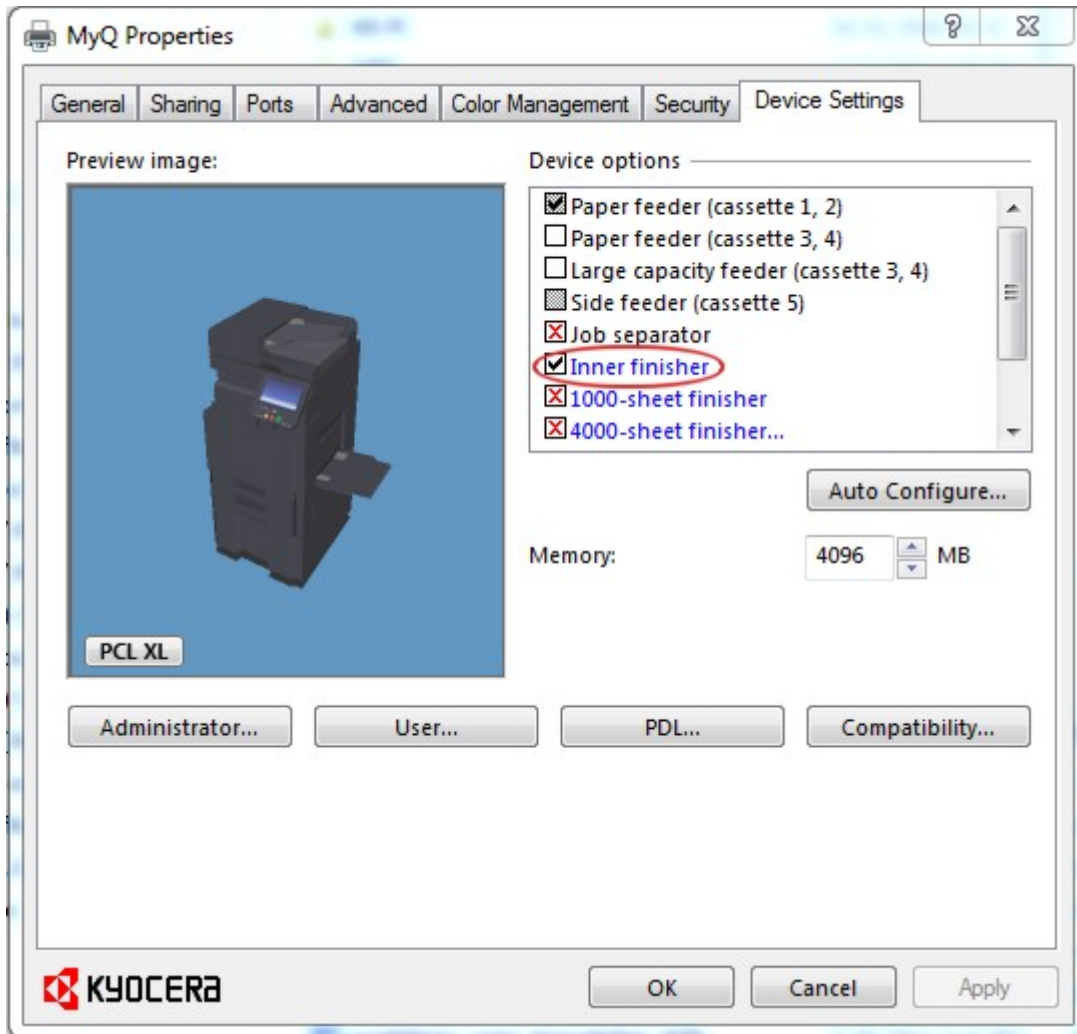 MyQ Properties
General Sharing Ports Advanced Color Management Security Device Settings
Preview image:
Device options
Paper feeder (cassette 1, 2)
Paper feeder (cassette 3, 4)
Large capacity feeder (cassette 3, 4)
Side feeder (cassette 5)
Job separator
Inner finisher
1000-sheet finisher
4000-sheet finisher...
Auto Configure...
Memory: 4096 MB
PCL XL
Administrator... User... PDL... Compatibility...
KYOCERA
OK Cancel Apply